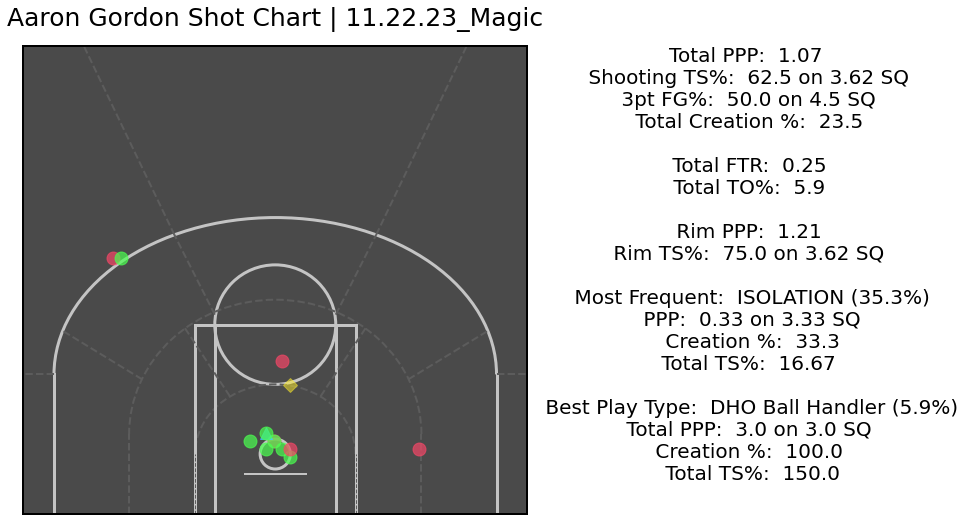 Aaron Gordon Shot Chart | 11.22.23_Magic
Total PPP:  1.07
Shooting TS%:  62.5 on 3.62 SQ
3pt FG%:  50.0 on 4.5 SQ
Total Creation %:  23.5
Total FTR:  0.25
Total TO%:  5.9
Rim PPP:  1.21
Rim TS%:  75.0 on 3.62 SQ
Most Frequent:  ISOLATION (35.3%)
PPP:  0.33 on 3.33 SQ
Creation %:  33.3
Total TS%:  16.67
Best Play Type:  DHO Ball Handler (5.9%)
Total PPP:  3.0 on 3.0 SQ
Creation %:  100.0
Total TS%:  150.0